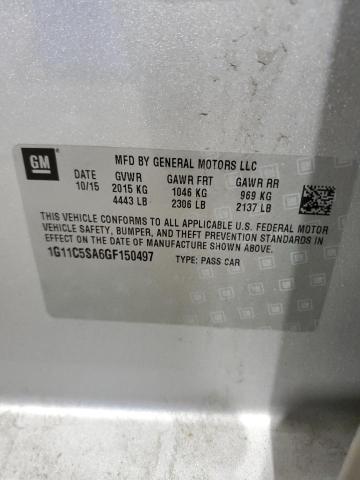 GM
MFD BY GENERAL MOTORS LLC
DATE GVWR GAWR FRT GAWR RR
10/15 2015 KG 1046 KG 969 KG
4443 LB 2306 LB 2137 LB
THIS VEHICLE CONFORMS TO ALL APPLICABLE U.S. FEDERAL MOTOR
VEHICLE SAFETY, BUMPER, AND THEFT PREVENTION STANDARDS IN
EFFECT ON THE DATE OF MANUFACTURE SHOWN ABOVE.
1G11C5SA6GF150497 TYPE: PASS CAR